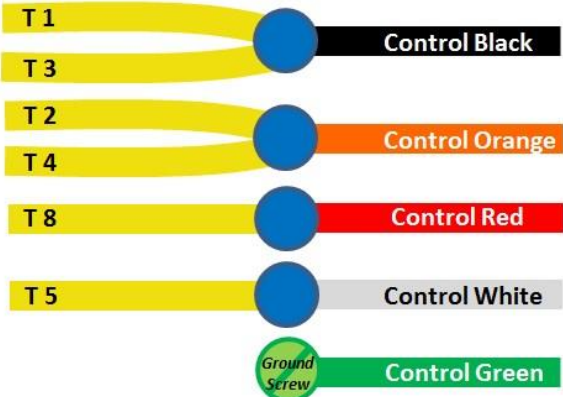 T 1
Control Black
T 3
T 2
Control Orange
T 4
T 8
Control Red
T 5
Control White
Ground
Screw
Control Green